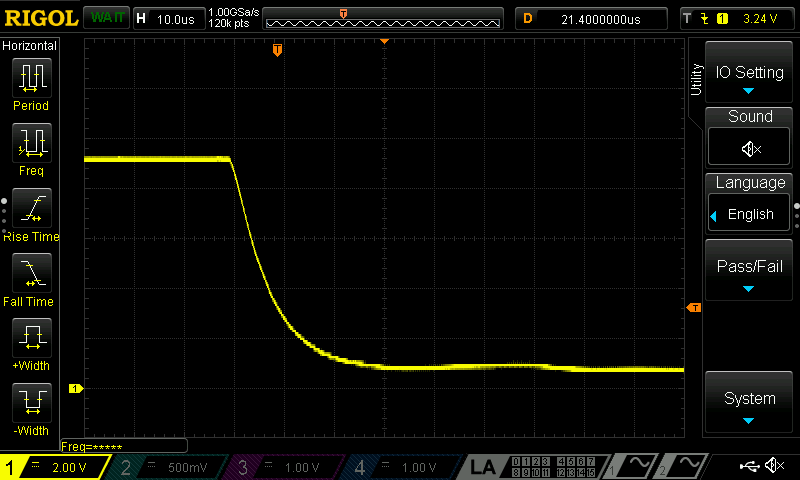 RIGOL WAIT H 10.0us 1.00GSa/s
120k pts T D 21.4000000us T 1 3.24 V
Horizontal
Period
Freq
Rise Time
Fall Time
+Width
-Width
T
T
1
Freq=*****
Utility
IO Setting
Sound
Language
English
Pass/Fail
System
1 = 2.00 V 2 = 500mV 3 = 1.00 V 4 = 1.00 V LA 0 1 2 3 4 5 6 7
8 9 10 11 12 13 14 15 1 2